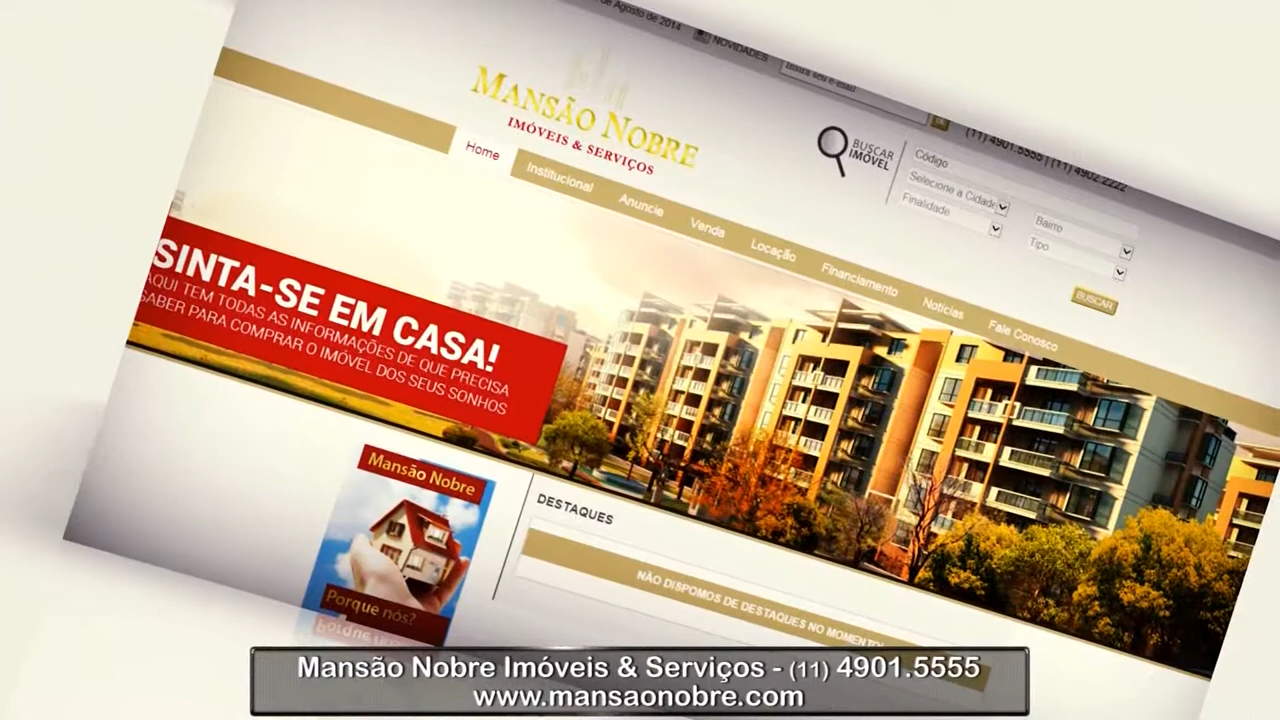 de Agosto de 2014
NOVIDADES
Insira seu e-mail
(11) 4901.5555 | (11) 4902.2222
MANSÃO NOBRE
IMÓVEIS & SERVIÇOS
BUSCAR
IMÓVEL
Código
Selecione a Cidade
Bairro
Finalidade
Tipo
BUSCAR
Home
Institucional
Anuncie
Venda
Locação
Financiamento
Notícias
Fale Conosco
SINTA-SE EM CASA!
AQUI TEM TODAS AS INFORMAÇÕES DE QUE PRECISA
SABER PARA COMPRAR O IMÓVEL DOS SEUS SONHOS
Mansão Nobre
Porque nós?
DESTAQUES
NÃO DISPOMOS DE DESTAQUES NO MOMENTO!
Mansão Nobre Imóveis & Serviços - (11) 4901.5555
www.mansaonobre.com